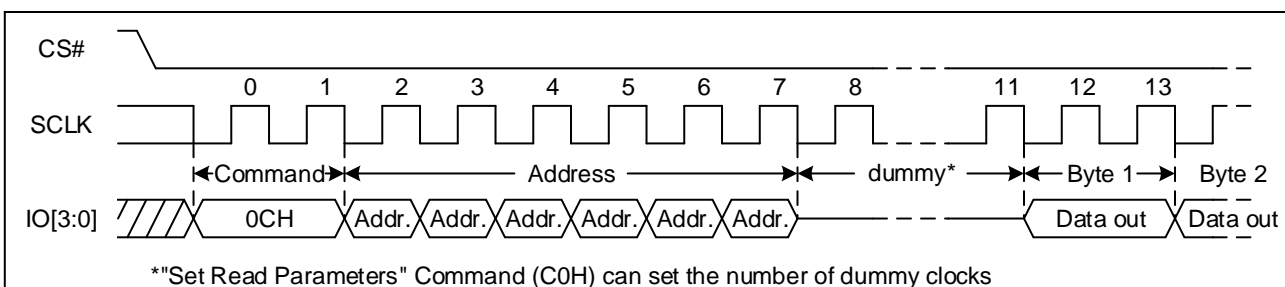 CS#
0 1 2 3 4 5 6 7 8 11 12 13
SCLK
Command Address dummy* Byte 1 Byte 2
IO[3:0] 0CH Addr. Addr. Addr. Addr. Addr. Addr. Data out Data out
*"Set Read Parameters" Command (C0H) can set the number of dummy clocks